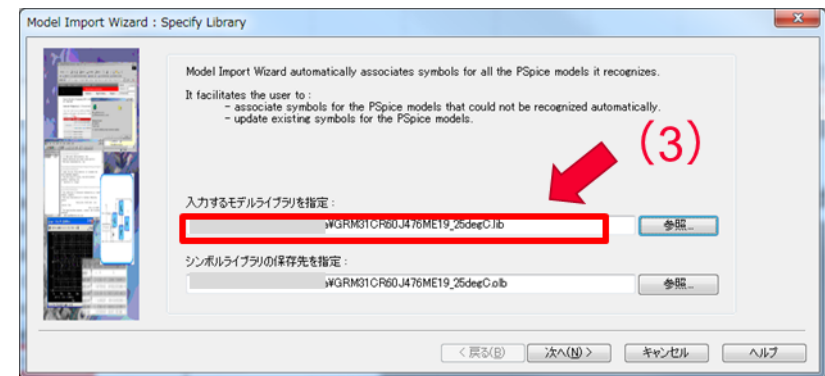 Model Import Wizard : Specify Library
Model Import Wizard automatically associates symbols for all the PSpice models it recognizes.
It facilitates the user to :
- associate symbols for the PSpice models that could not be recognized automatically.
- update existing symbols for the PSpice models.
(3)
入力するモデルライブラリを指定 :
¥GRM31CR60J476ME19_25degC.lib
参照...
シンボルライブラリの保存先を指定 :
¥GRM31CR60J476ME19_25degC.olb
参照...
< 戻る(B) 次へ(N) > キャンセル ヘルプ